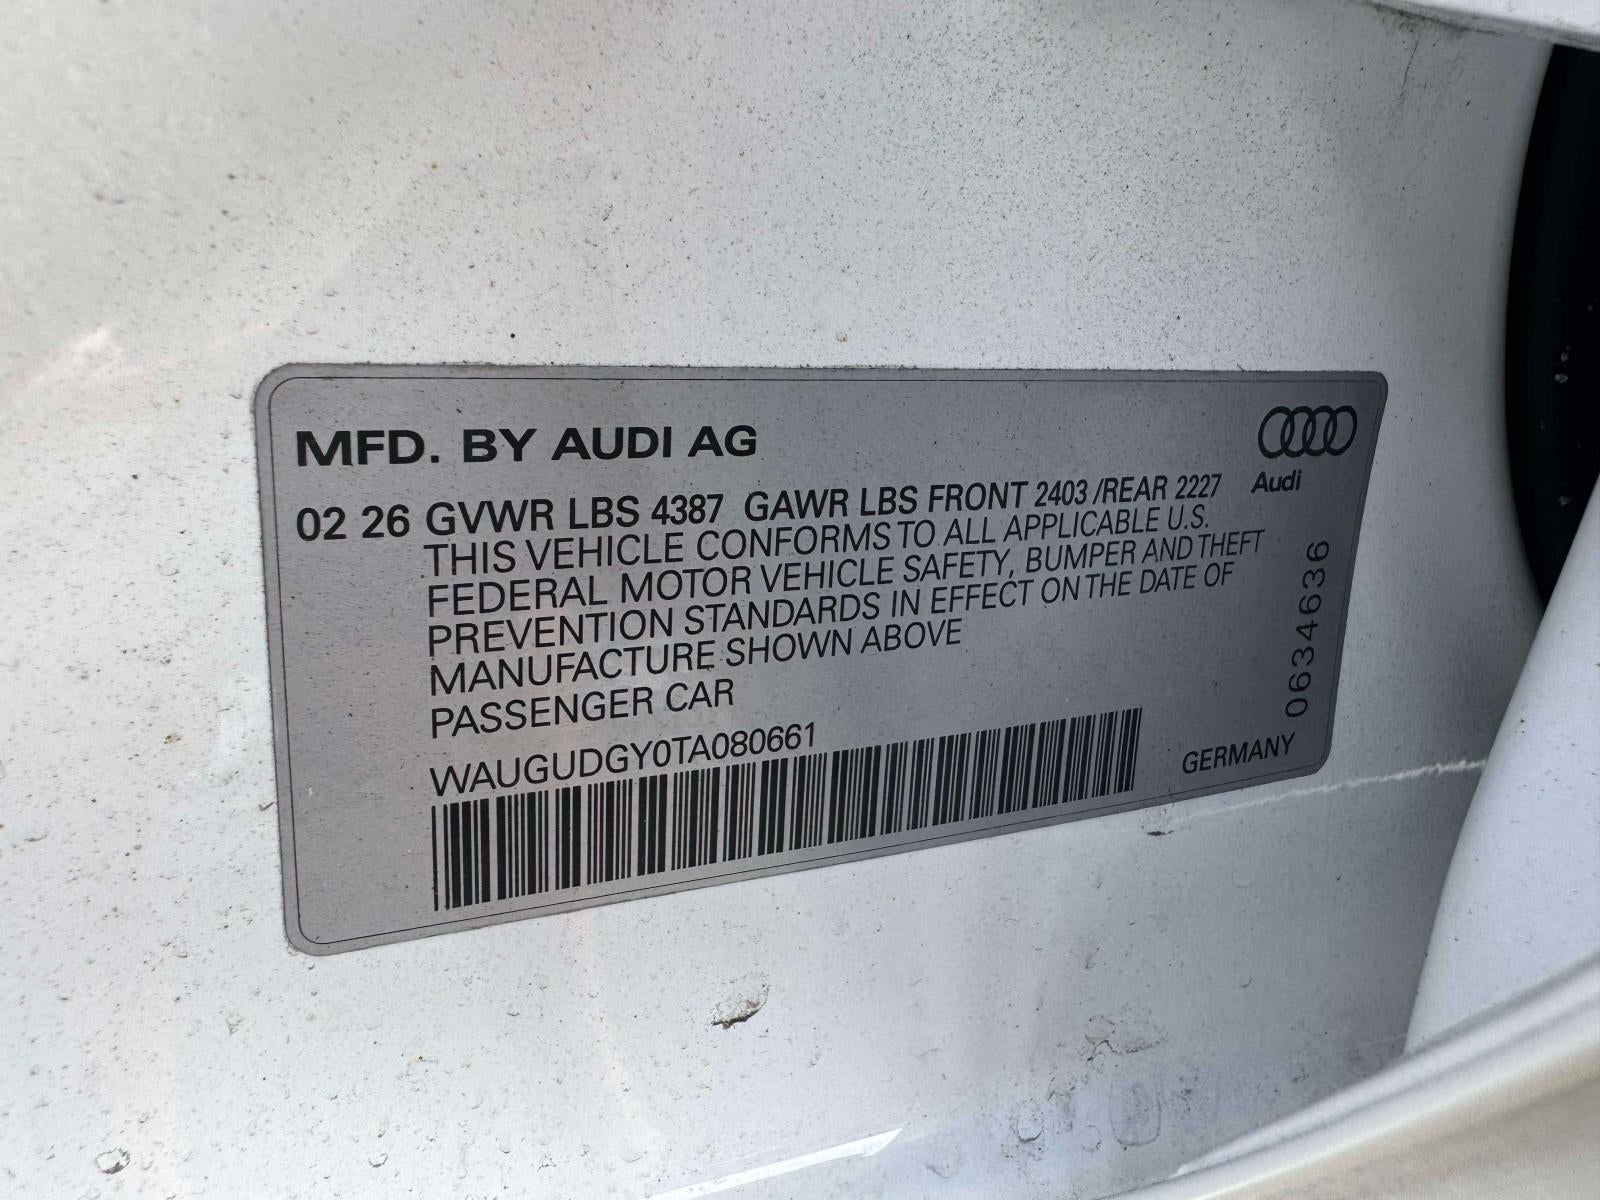 MFD. BY AUDI AG
Audi
02 26 GVWR LBS 4387 GAWR LBS FRONT 2403 /REAR 2227
THIS VEHICLE CONFORMS TO ALL APPLICABLE U.S.
FEDERAL MOTOR VEHICLE SAFETY, BUMPER AND THEFT
PREVENTION STANDARDS IN EFFECT ON THE DATE OF
MANUFACTURE SHOWN ABOVE
PASSENGER CAR
WAUGUDGY0TA080661
GERMANY
0634636